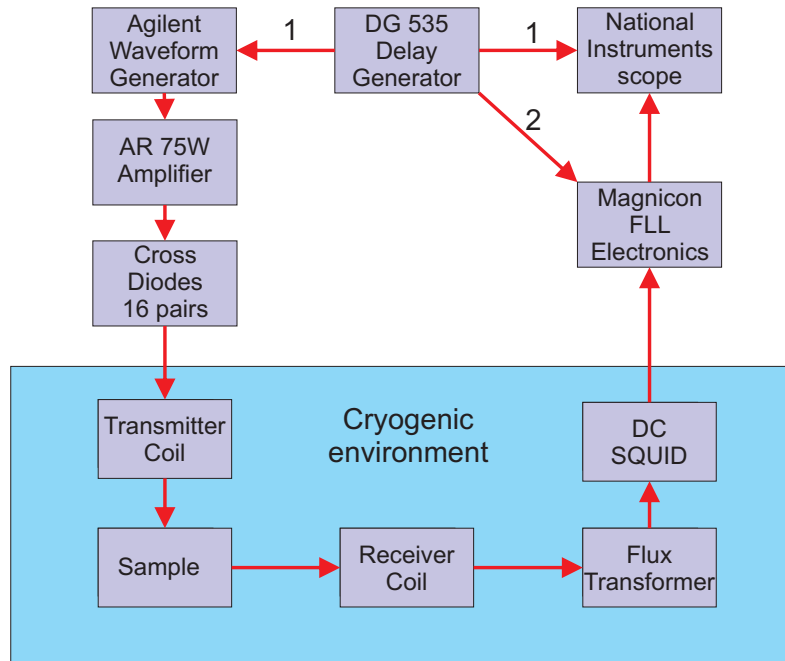 Agilent
Waveform
Generator
1
DG 535
Delay
Generator
1
National
Instruments
scope
2
AR 75W
Amplifier
Magnicon
FLL
Electronics
Cross
Diodes
16 pairs
Transmitter
Coil
Cryogenic
environment
DC
SQUID
Sample
Receiver
Coil
Flux
Transformer